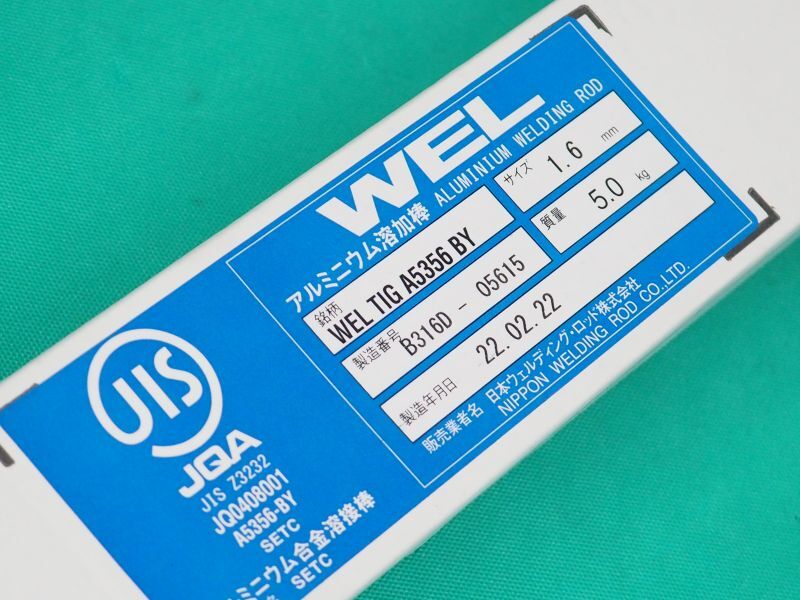 WEL
アルミニウム溶加棒 ALUMINIUM WELDING ROD
銘柄 WEL TIG A5356 BY
サイズ 1.6 mm
製造番号 B316D - 05615
質量 5.0 kg
製造年月日 22.02.22
販売業者名 日本ウェルディング・ロッド株式会社
NIPPON WELDING ROD CO.,LTD.
JIS
JQA
JIS Z3232
JQ0408001
A5356-BY
SETC
ミニウム合金溶接棒
SETC